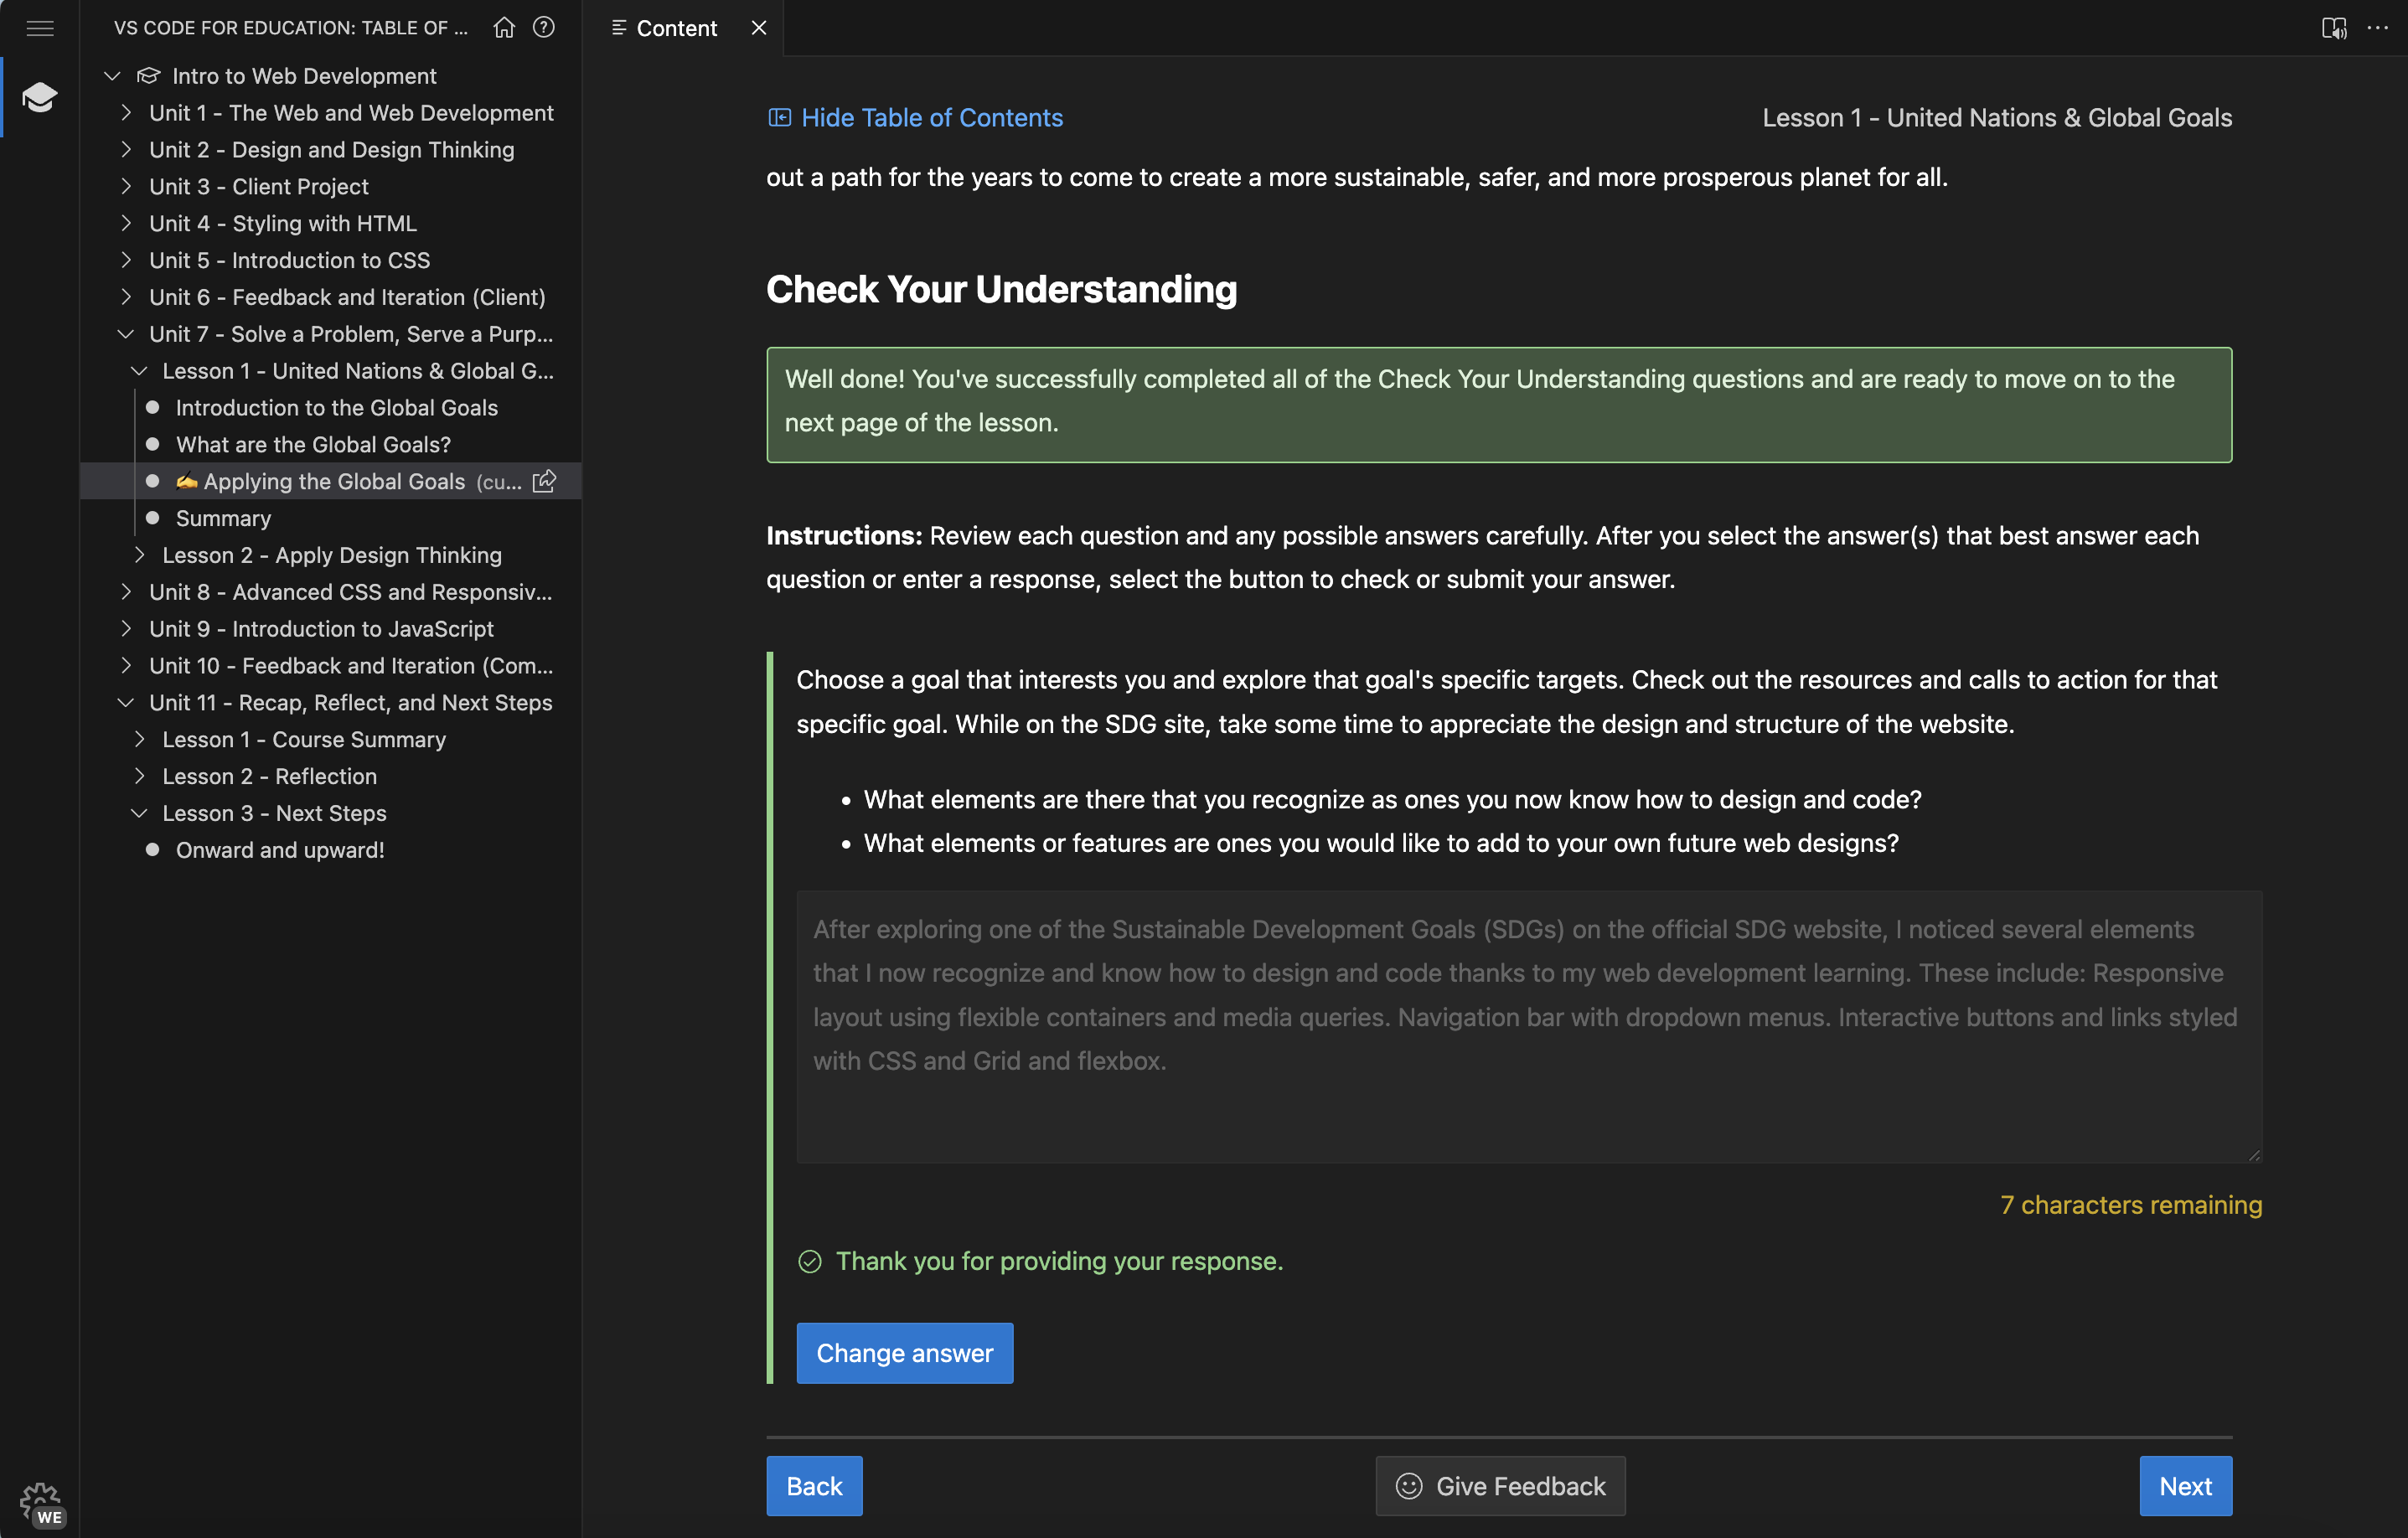 VS CODE FOR EDUCATION: TABLE OF ...
Intro to Web Development
Unit 1 - The Web and Web Development
Unit 2 - Design and Design Thinking
Unit 3 - Client Project
Unit 4 - Styling with HTML
Unit 5 - Introduction to CSS
Unit 6 - Feedback and Iteration (Client)
Unit 7 - Solve a Problem, Serve a Purp...
Lesson 1 - United Nations & Global G...
Introduction to the Global Goals
What are the Global Goals?
✍️ Applying the Global Goals (cu...
Summary
Lesson 2 - Apply Design Thinking
Unit 8 - Advanced CSS and Responsiv...
Unit 9 - Introduction to JavaScript
Unit 10 - Feedback and Iteration (Com...
Unit 11 - Recap, Reflect, and Next Steps
Lesson 1 - Course Summary
Lesson 2 - Reflection
Lesson 3 - Next Steps
Onward and upward!
WE
Content
Hide Table of Contents
Lesson 1 - United Nations & Global Goals
out a path for the years to come to create a more sustainable, safer, and more prosperous planet for all.
Check Your Understanding
Well done! You've successfully completed all of the Check Your Understanding questions and are ready to move on to the
next page of the lesson.
Instructions: Review each question and any possible answers carefully. After you select the answer(s) that best answer each
question or enter a response, select the button to check or submit your answer.
Choose a goal that interests you and explore that goal's specific targets. Check out the resources and calls to action for that
specific goal. While on the SDG site, take some time to appreciate the design and structure of the website.
• What elements are there that you recognize as ones you now know how to design and code?
• What elements or features are ones you would like to add to your own future web designs?
After exploring one of the Sustainable Development Goals (SDGs) on the official SDG website, I noticed several elements
that I now recognize and know how to design and code thanks to my web development learning. These include: Responsive
layout using flexible containers and media queries. Navigation bar with dropdown menus. Interactive buttons and links styled
with CSS and Grid and flexbox.
7 characters remaining
Thank you for providing your response.
Change answer
Back
Give Feedback
Next